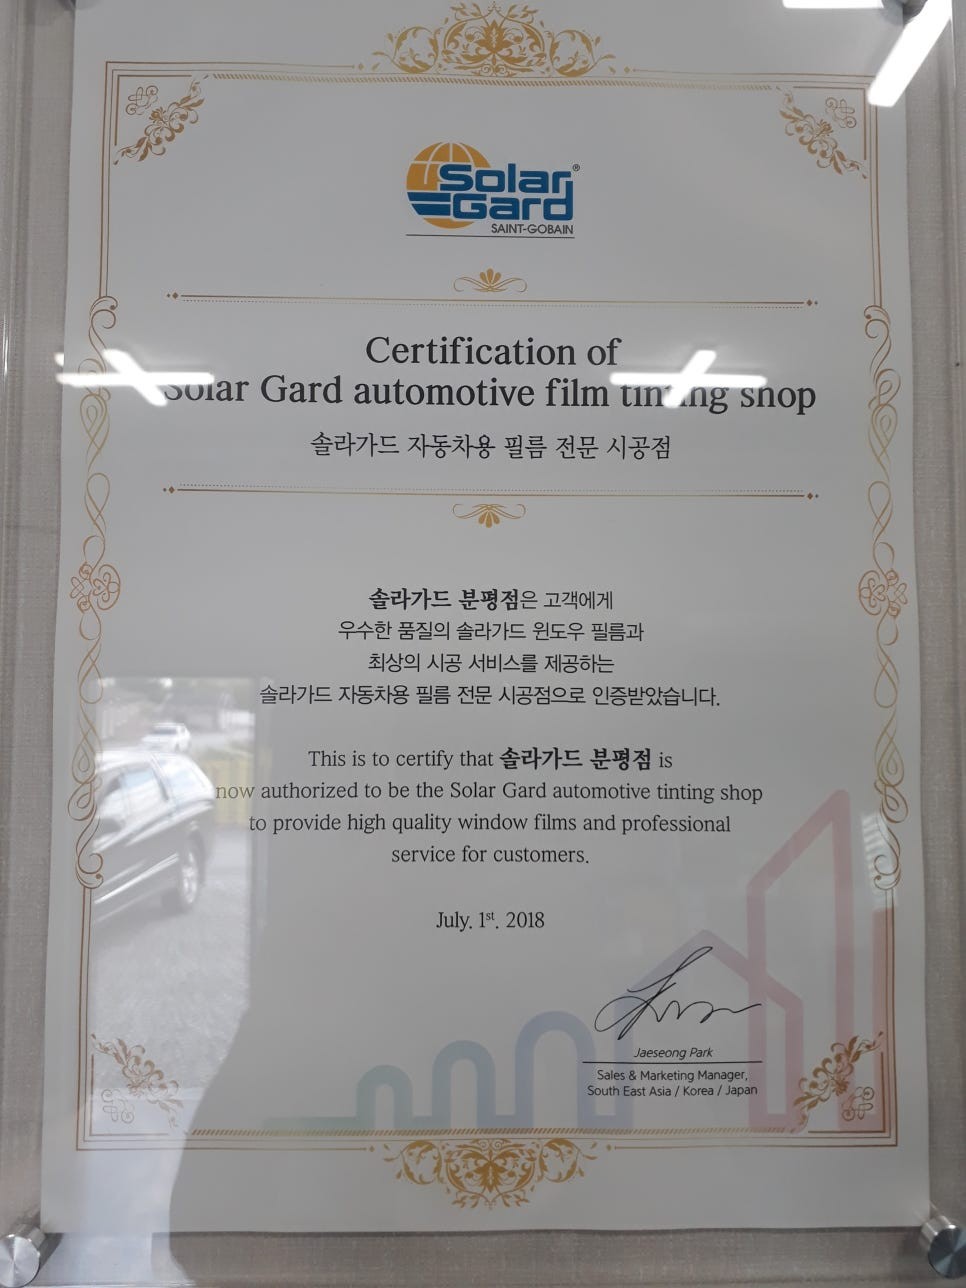 Solar®
Gard
SAINT-GOBAIN
Certification of
Solar Gard automotive film tinting shop
솔라가드 자동차용 필름 전문 시공점
솔라가드 분평점은 고객에게
우수한 품질의 솔라가드 윈도우 필름과
최상의 시공 서비스를 제공하는
솔라가드 자동차용 필름 전문 시공점으로 인증받았습니다.
This is to certify that 솔라가드 분평점 is
now authorized to be the Solar Gard automotive tinting shop
to provide high quality window films and professional
service for customers.
July. 1st. 2018
Jaeseong Park
Sales & Marketing Manager,
South East Asia / Korea / Japan